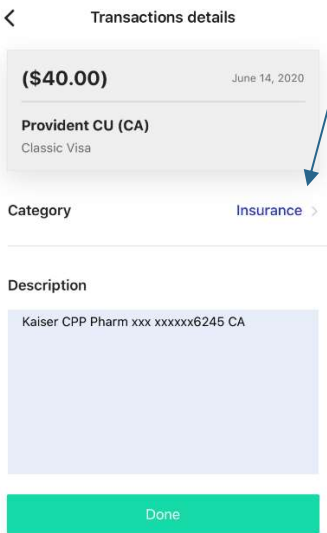 Transactions details
($40.00) June 14, 2020
Provident CU (CA)
Classic Visa
Category Insurance
Description
Kaiser CPP Pharm xxx xxxxxx6245 CA
Done